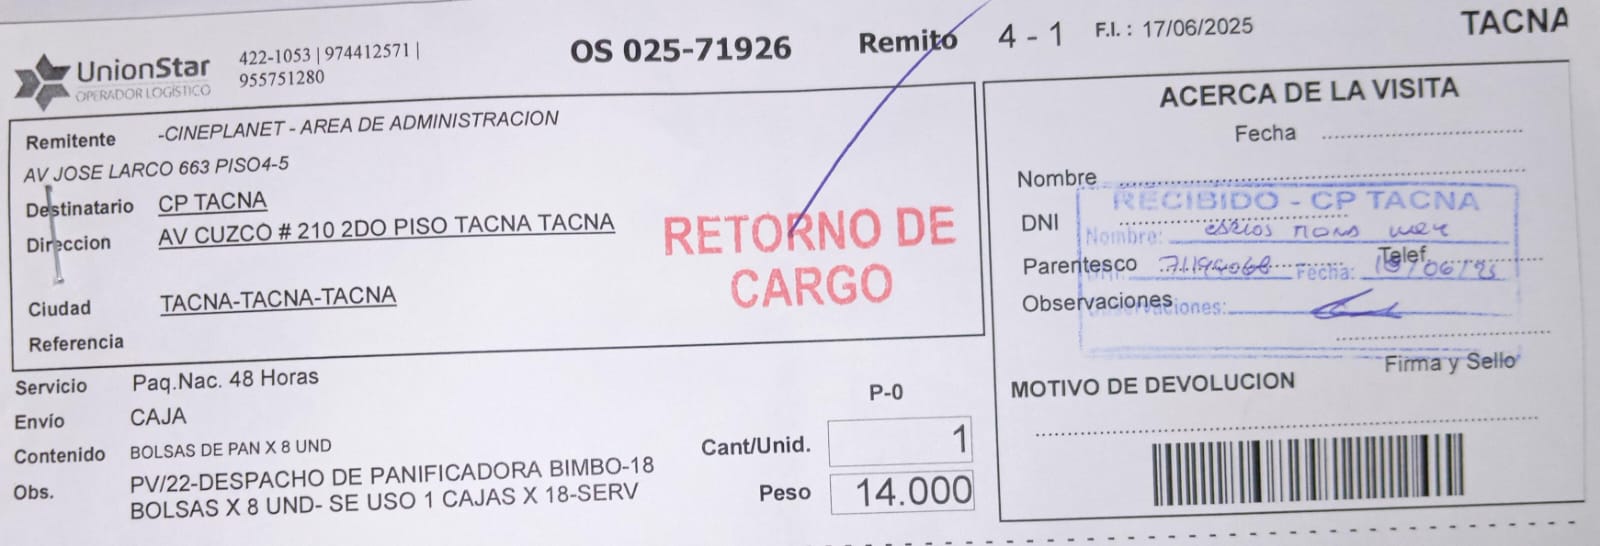 UnionStar
OPERADOR LOGÍSTICO
422-1053 | 974412571 |
955751280
OS 025-71926
Remito 4 - 1
F.I. : 17/06/2025
TACNA
Remitente -CINEPLANET - AREA DE ADMINISTRACION
AV JOSE LARCO 663 PISO4-5
Destinatario CP TACNA
Direccion AV CUZCO # 210 2DO PISO TACNA TACNA
Ciudad TACNA-TACNA-TACNA
Referencia
RETORNO DE
CARGO
Servicio Paq.Nac. 48 Horas
Envío CAJA
Contenido BOLSAS DE PAN X 8 UND
Obs. PV/22-DESPACHO DE PANIFICADORA BIMBO-18
BOLSAS X 8 UND- SE USO 1 CAJAS X 18-SERV
P-0
Cant/Unid. 1
Peso 14.000
ACERCA DE LA VISITA
Fecha
Nombre
DNI
Parentesco
Telef.
Observaciones
RECIBIDO - CP TACNA
Nombre:
71194068 Fecha: /06/25
Observaciones:
Firma y Sello
MOTIVO DE DEVOLUCION